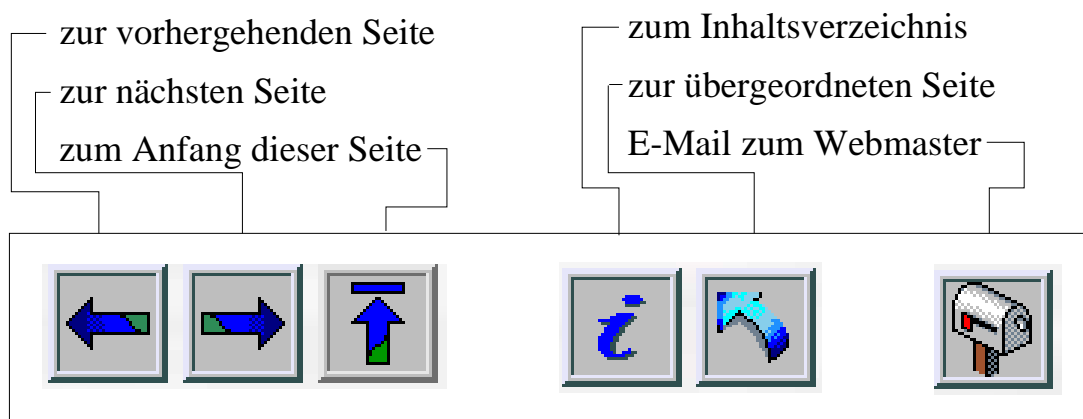 zur vorhergehenden Seite
zur nächsten Seite
zum Anfang dieser Seite
zum Inhaltsverzeichnis
zur übergeordneten Seite
E-Mail zum Webmaster
i